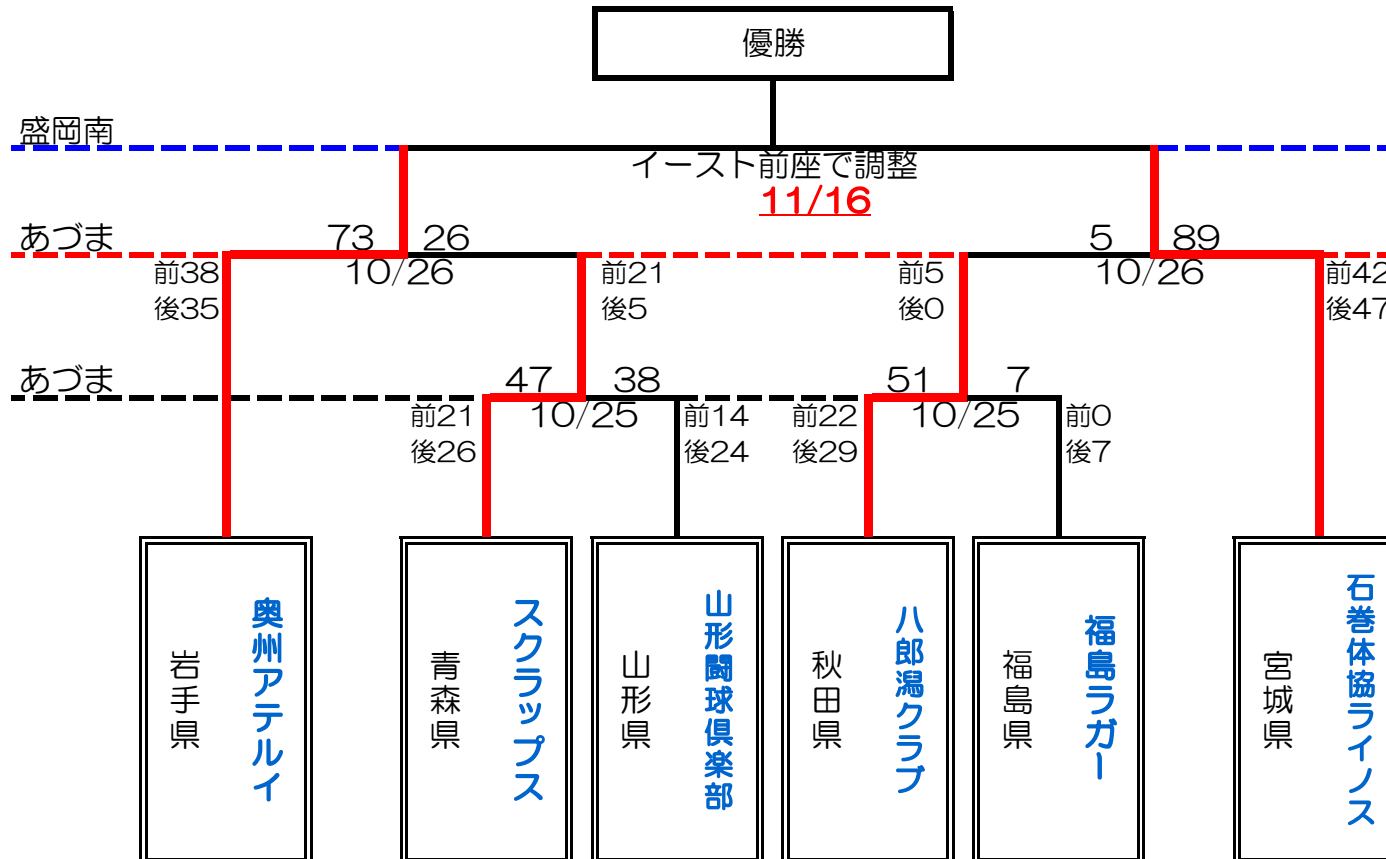 優勝
盛岡南
イースト前座で調整
11/16
あづま
73 26
10/26
前38
後35
前21
後5
5 89
10/26
前5
後0
前42
後47
あづま
47 38
10/25
前21
後26
前14
後24
51 7
10/25
前22
後29
前0
後7
岩手県
奥州アテルイ
青森県
スクラップス
山形県
山形闘球倶楽部
秋田県
八郎潟クラブ
福島県
福島ラガー
宮城県
石巻体協ライノス